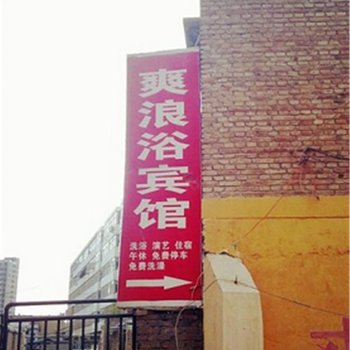 爽浪浴宾馆
洗浴 演艺 住宿
午休 免费停车
免费洗澡